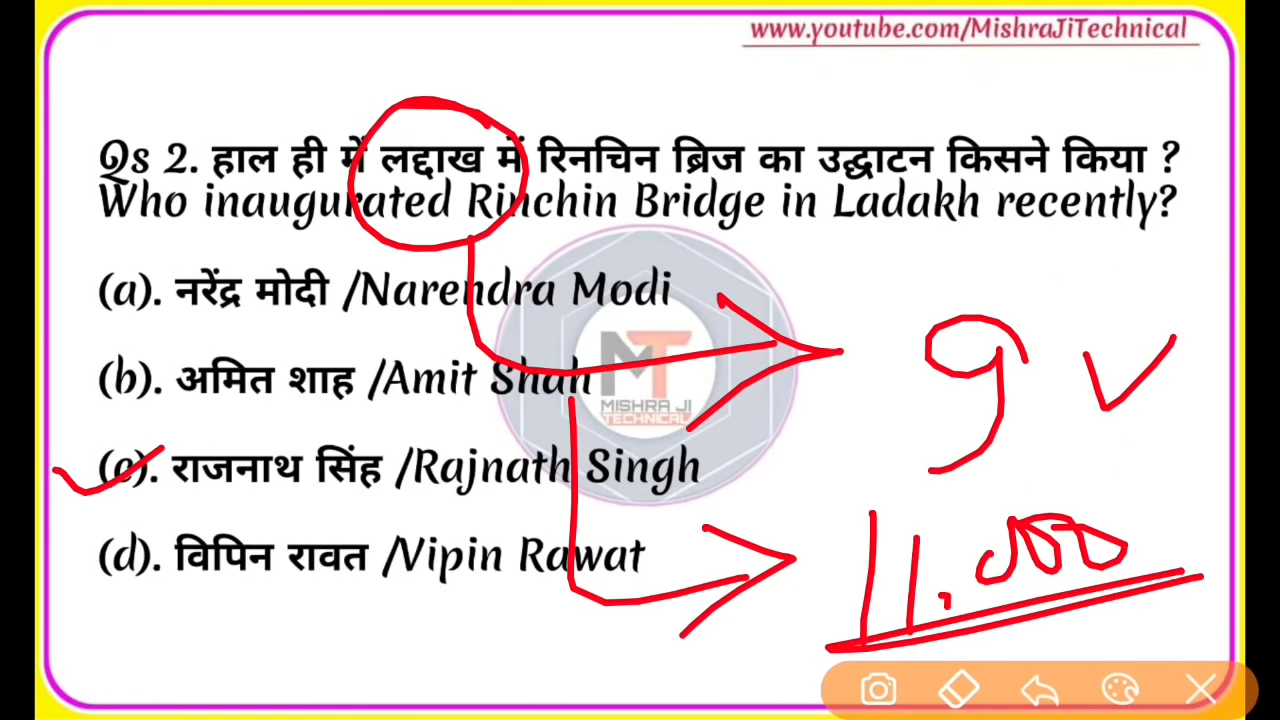 www.youtube.com/MishraJiTechnical
Qs 2. हाल ही में लद्दाख में रिनचिन ब्रिज का उद्घाटन किसने किया ?
Who inaugurated Rinchin Bridge in Ladakh recently?
(a). नरेंद्र मोदी /Narendra Modi
(b). अमित शाह /Amit Shah
(c). राजनाथ सिंह /Rajnath Singh
(d). विपिन रावत /Vipin Rawat
MT
MISHRA JI
TECHNICAL
9
11,000